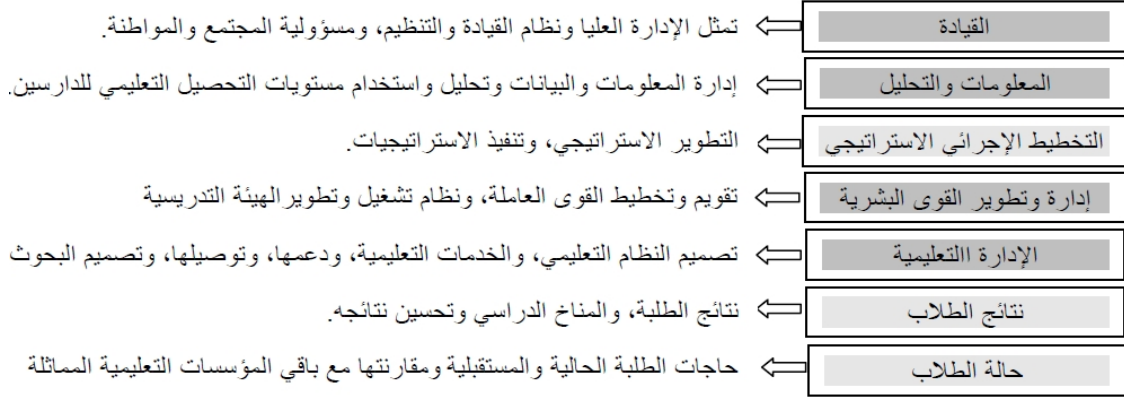 القيادة تمثل الإدارة العليا ونظام القيادة والتنظيم، ومسؤولية المجتمع والمواطنة.
المعلومات والتحليل إدارة المعلومات والبيانات وتحليل واستخدام مستويات التحصيل التعليمي للدارسين.
التخطيط الإجرائي الاستراتيجي التطوير الاستراتيجي، وتنفيذ الاستراتيجيات.
إدارة وتطوير القوى البشرية تقويم وتخطيط القوى العاملة، ونظام تشغيل وتطويرالهيئة التدريسية
الإدارة االتعليمية تصميم النظام التعليمي، والخدمات التعليمية، ودعمها، وتوصيلها، وتصميم البحوث
نتائج الطلاب نتائج الطلبة، والمناخ الدراسي وتحسين نتائجه.
حالة الطلاب حاجات الطلبة الحالية والمستقبلية ومقارنتها مع باقي المؤسسات التعليمية المماثلة